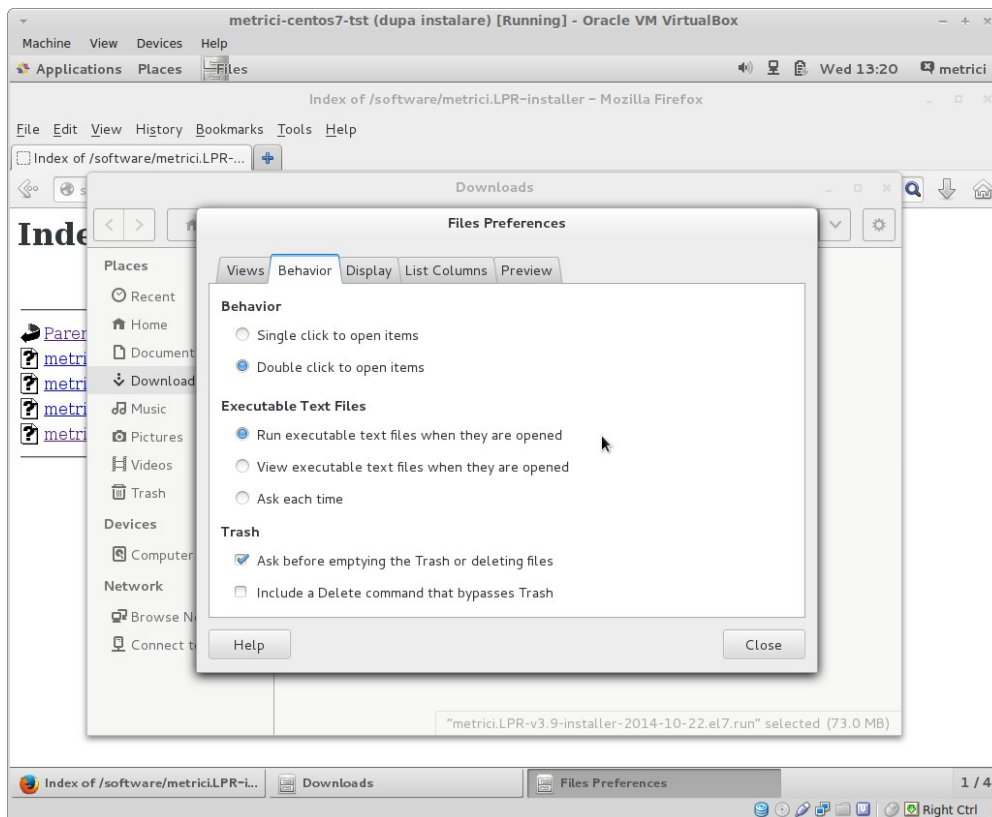 metrici-centos7-tst (dupa instalare) [Running] - Oracle VM VirtualBox
Machine View Devices Help
Applications Places Files Wed 13:20 metrici
Index of /software/metrici.LPR-installer - Mozilla Firefox
File Edit View History Bookmarks Tools Help
Index of /software/metrici.LPR-...
Downloads
Files Preferences
Views Behavior Display List Columns Preview
Behavior
Single click to open items
Double click to open items
Executable Text Files
Run executable text files when they are opened
View executable text files when they are opened
Ask each time
Trash
Ask before emptying the Trash or deleting files
Include a Delete command that bypasses Trash
Help Close
Inde
Paren
metri
metri
metri
metri
Places
Recent
Home
Document
Download
Music
Pictures
Videos
Trash
Devices
Computer
Network
Browse Ne
Connect to
"metrici.LPR-v3.9-installer-2014-10-22.el7.run" selected (73.0 MB)
Index of /software/metrici.LPR-i... Downloads Files Preferences 1 / 4
Right Ctrl